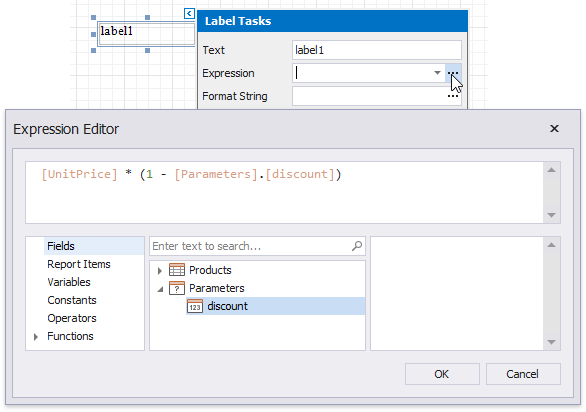 label1
Label Tasks
Text label1
Expression
Format String
Expression Editor
[UnitPrice] * (1 - [Parameters].[discount])
Fields
Report Items
Variables
Constants
Operators
Functions
Enter text to search...
Products
Parameters
discount
OK Cancel